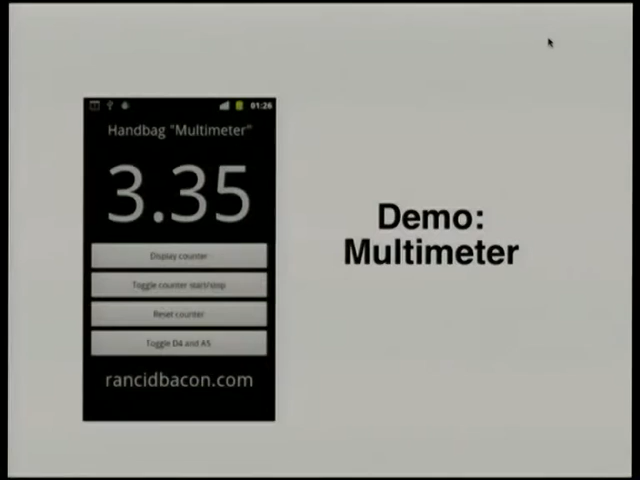 01:26
Handbag "Multimeter"
3.35
Display counter
Toggle counter start/stop
Reset counter
Toggle D4 and A5
rancidbacon.com
Demo:
Multimeter